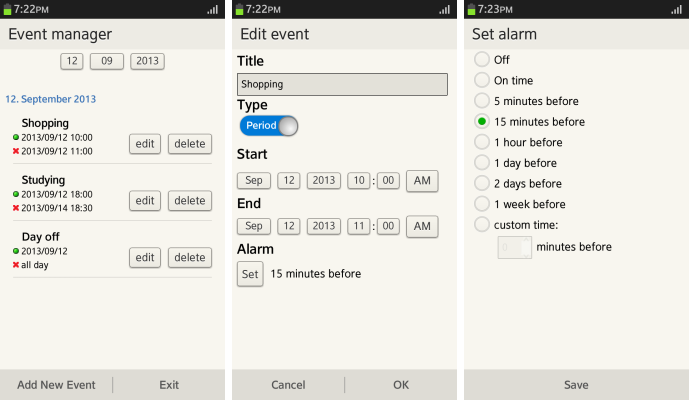 7:22PM
Event manager
12 09 2013
12. September 2013
Shopping
2013/09/12 10:00
2013/09/12 11:00
edit delete
Studying
2013/09/12 18:00
2013/09/14 18:30
edit delete
Day off
2013/09/12
all day
edit delete
Add New Event Exit
7:22PM
Edit event
Title
Shopping
Type
Period
Start
Sep 12 2013 10 : 00 AM
End
Sep 12 2013 11 : 00 AM
Alarm
Set 15 minutes before
Cancel OK
7:23PM
Set alarm
Off
On time
5 minutes before
15 minutes before
1 hour before
1 day before
2 days before
1 week before
custom time:
0 minutes before
Save